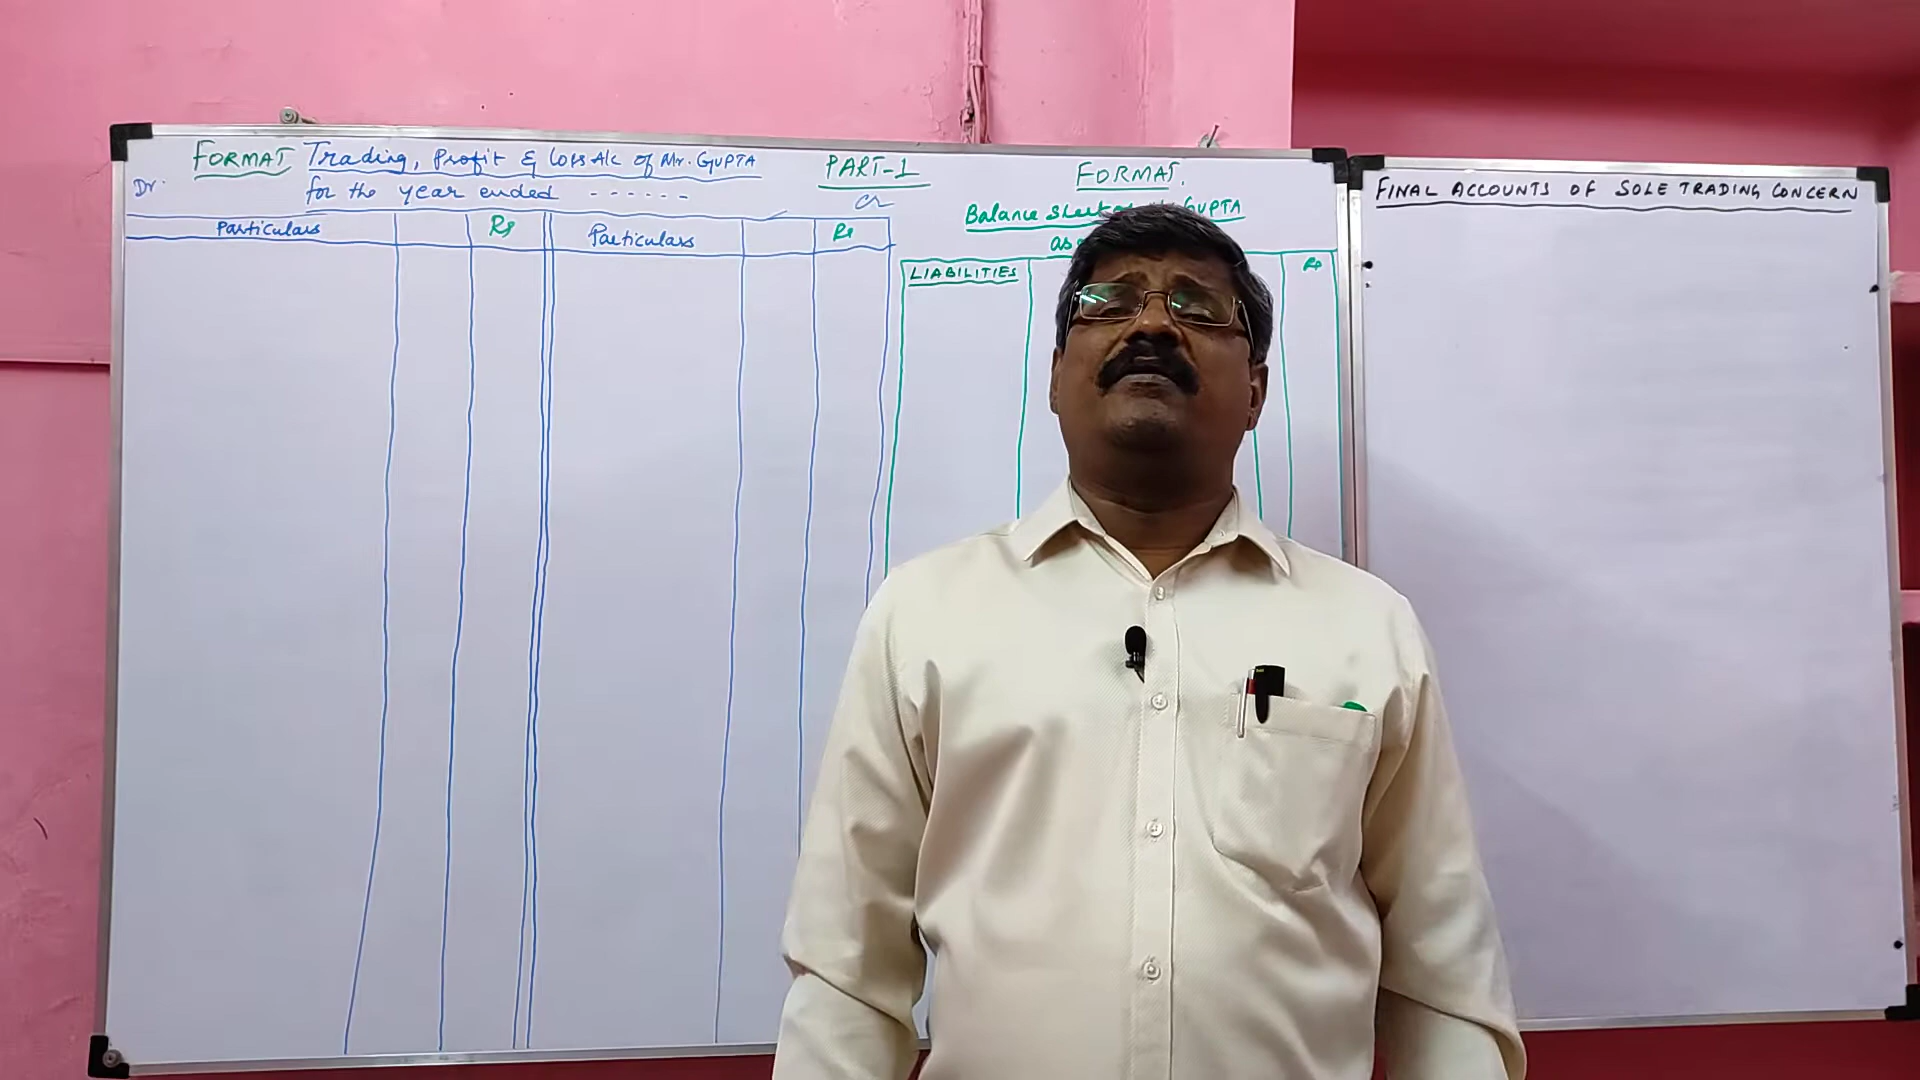 FORMAT Trading, Profit & Loss A/c of Mr. GUPTA
for the year ended - - - - - -
Dr.
Cr
Particulars Rs Particulars Rs
PART-1
FORMAT.
Balance Sheet GUPTA
as
LIABILITIES Rs
FINAL ACCOUNTS OF SOLE TRADING CONCERN